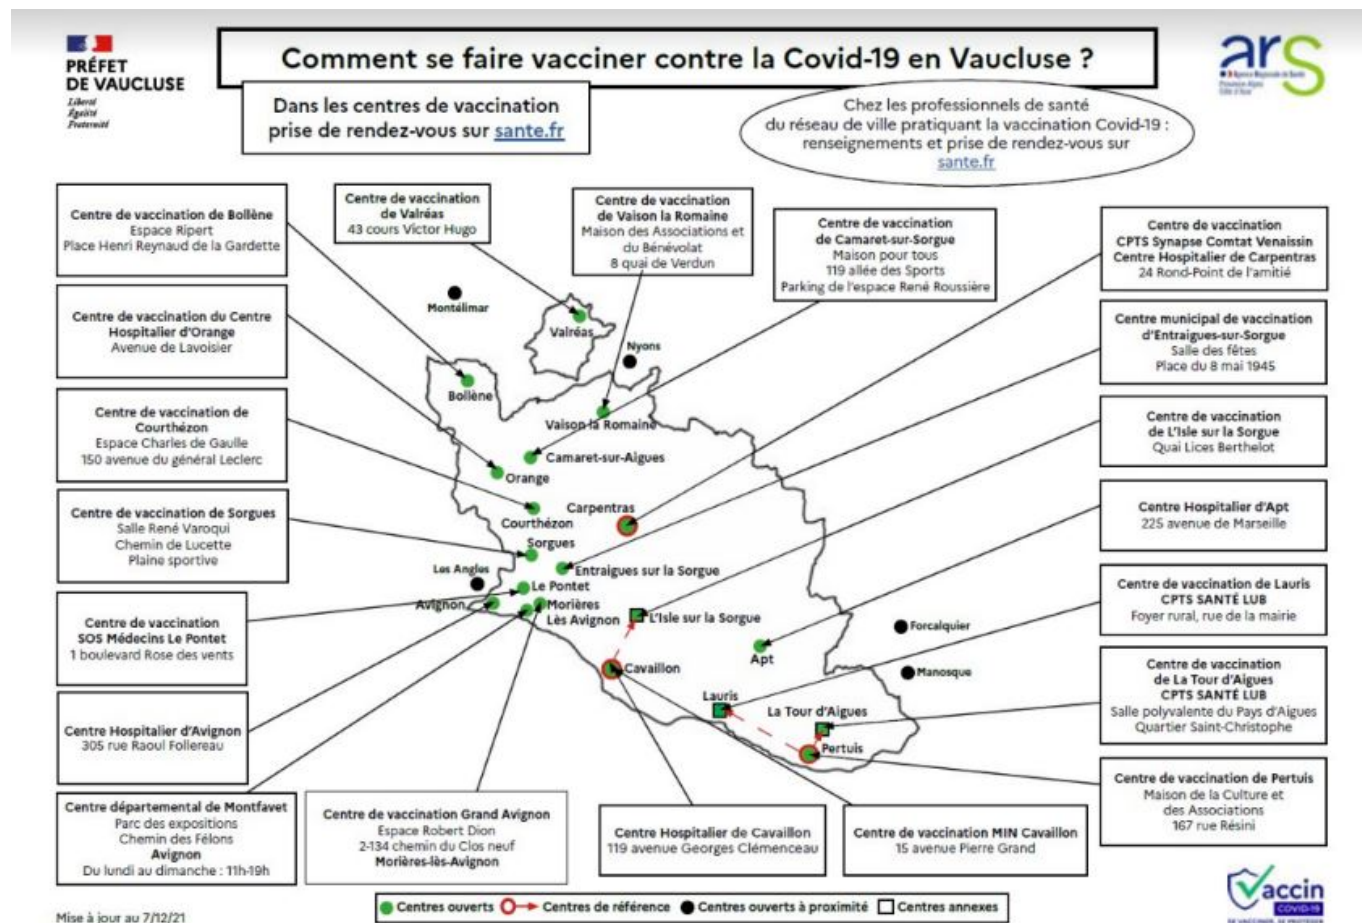 PRÉFET
DE VAUCLUSE
Liberté
Égalité
Fraternité
Comment se faire vacciner contre la Covid-19 en Vaucluse ?
ars
Agence Régionale de Santé
Provence-Alpes
Côte d'Azur
Dans les centres de vaccination
prise de rendez-vous sur sante.fr
Chez les professionnels de santé
du réseau de ville pratiquant la vaccination Covid-19 :
renseignements et prise de rendez-vous sur
sante.fr
Centre de vaccination de Bollène
Espace Ripert
Place Henri Reynaud de la Gardette
Centre de vaccination
de Valréas
43 cours Victor Hugo
Centre de vaccination
de Vaison la Romaine
Maison des Associations et
du Bénévolat
8 quai de Verdun
Centre de vaccination
de Camaret-sur-Sorgue
Maison pour tous
119 allée des Sports
Parking de l'espace René Roussière
Centre de vaccination
CPTS Synapse Comtat Venaissin
Centre Hospitalier de Carpentras
24 Rond-Point de l'amitié
Centre de vaccination du Centre
Hospitalier d'Orange
Avenue de Lavoisier
Centre municipal de vaccination
d'Entraigues-sur-Sorgue
Salle des fêtes
Place du 8 mai 1945
Centre de vaccination de
Courthézon
Espace Charles de Gaulle
150 avenue du général Leclerc
Centre de vaccination
de L'Isle sur la Sorgue
Quai Lices Berthelot
Centre de vaccination de Sorgues
Salle René Varoqui
Chemin de Lucette
Plaine sportive
Centre Hospitalier d'Apt
225 avenue de Marseille
Centre de vaccination
SOS Médecins Le Pontet
1 boulevard Rose des vents
Centre de vaccination de Lauris
CPTS SANTÉ LUB
Foyer rural, rue de la mairie
Centre Hospitalier d'Avignon
305 rue Raoul Follereau
Centre de vaccination
de La Tour d'Aigues
CPTS SANTÉ LUB
Salle polyvalente du Pays d'Aigues
Quartier Saint-Christophe
Centre départemental de Montfavet
Parc des expositions
Chemin des Félons
Avignon
Du lundi au dimanche : 11h-19h
Centre de vaccination Grand Avignon
Espace Robert Dion
2-134 chemin du Clos neuf
Morières-lès-Avignon
Centre Hospitalier de Cavaillon
119 avenue Georges Clémenceau
Centre de vaccination MIN Cavaillon
15 avenue Pierre Grand
Centre de vaccination de Pertuis
Maison de la Culture et
des Associations
167 rue Résini
Montélimar
Valréas
Nyons
Bollène
Vaison la Romaine
Camaret-sur-Aigues
Orange
Carpentras
Courthézon
Sorgues
Entraigues sur la Sorgue
Les Angles
Le Pontet
Avignon
Morières
Lès Avignon
L'Isle sur la Sorgue
Forcalquier
Apt
Cavaillon
Manosque
Lauris
La Tour d'Aigues
Pertuis
Centres ouverts
Centres de référence
Centres ouverts à proximité
Centres annexes
Vaccin
COVID-19
SE VACCINER, SE PROTÉGER
Mise à jour au 7/12/21